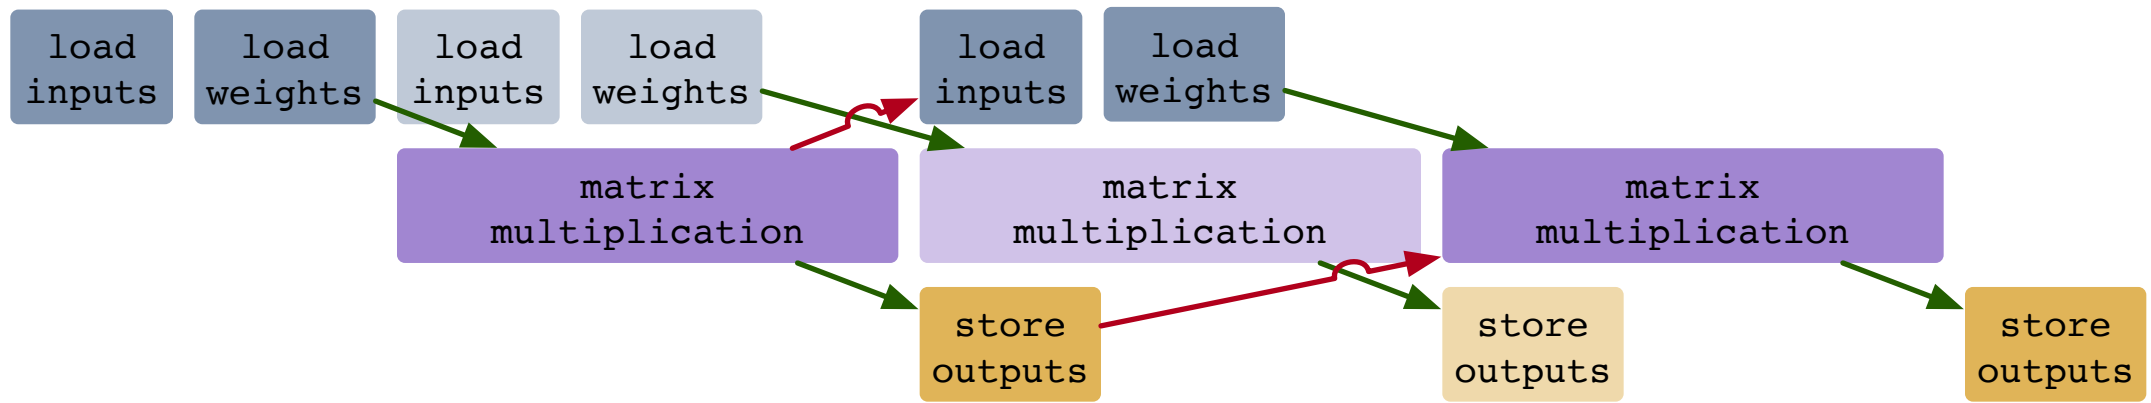 load
inputs
load
weights
load
inputs
load
weights
load
inputs
load
weights
matrix
multiplication
matrix
multiplication
matrix
multiplication
store
outputs
store
outputs
store
outputs